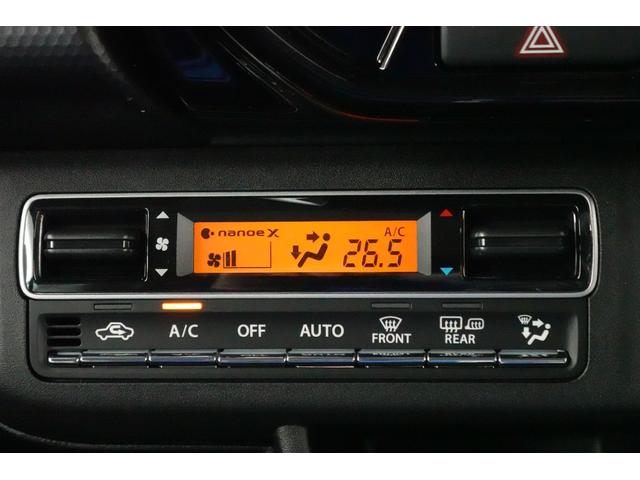 nanoe X
A/C
26.5
A/C OFF AUTO FRONT REAR